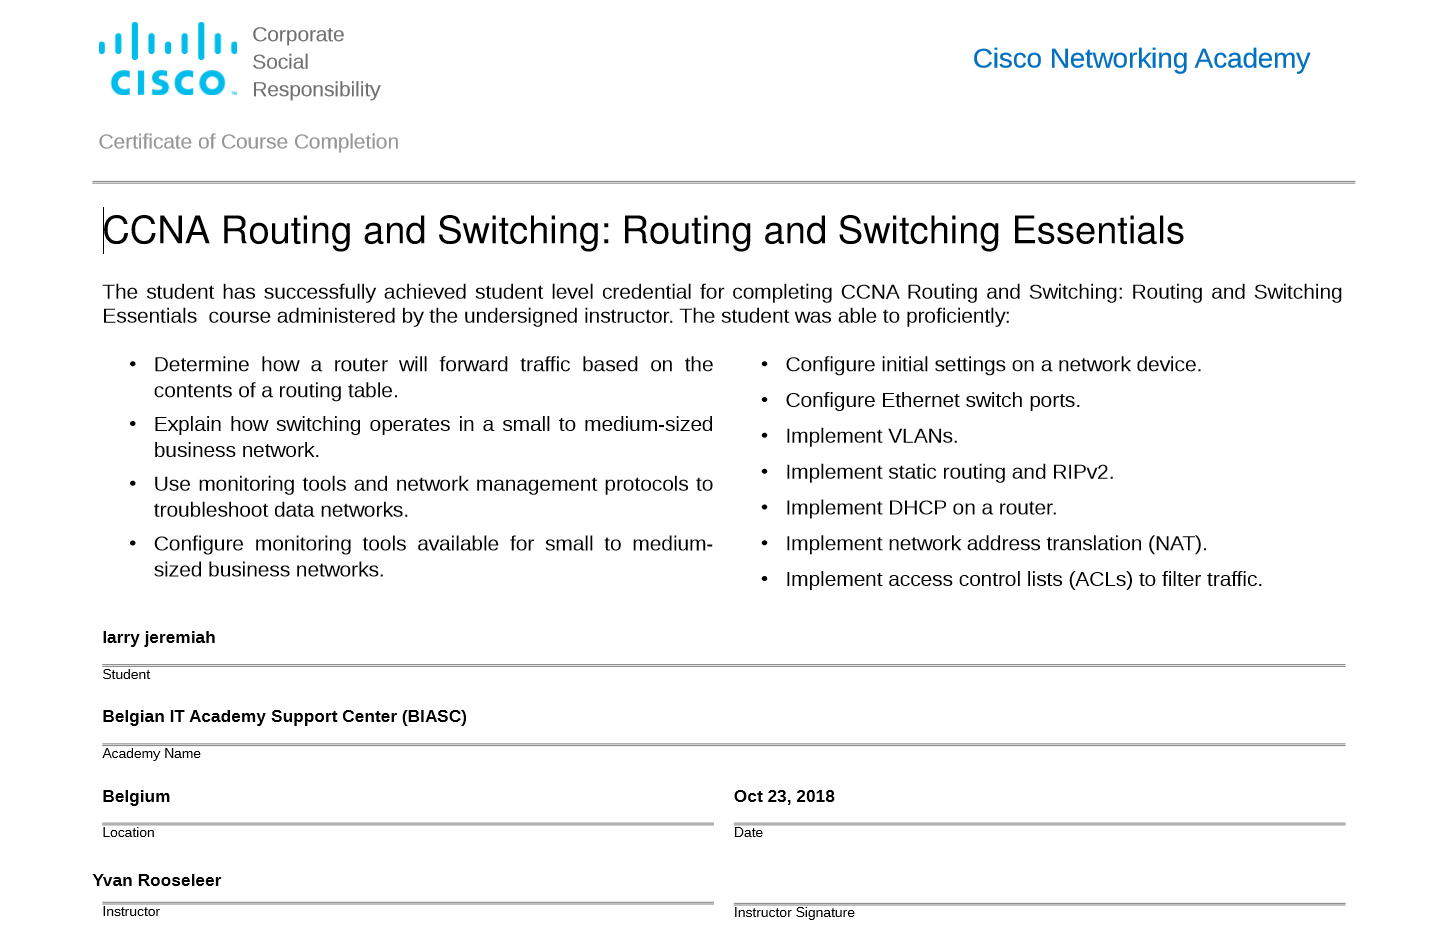 CISCO
Corporate
Social
Responsibility
Cisco Networking Academy
Certificate of Course Completion
CCNA Routing and Switching: Routing and Switching Essentials
The student has successfully achieved student level credential for completing CCNA Routing and Switching: Routing and Switching
Essentials course administered by the undersigned instructor. The student was able to proficiently:
• Determine how a router will forward traffic based on the
contents of a routing table.
• Explain how switching operates in a small to medium-sized
business network.
• Use monitoring tools and network management protocols to
troubleshoot data networks.
• Configure monitoring tools available for small to medium-
sized business networks.
• Configure initial settings on a network device.
• Configure Ethernet switch ports.
• Implement VLANs.
• Implement static routing and RIPv2.
• Implement DHCP on a router.
• Implement network address translation (NAT).
• Implement access control lists (ACLs) to filter traffic.
larry jeremiah
Student
Belgian IT Academy Support Center (BIASC)
Academy Name
Belgium
Location
Oct 23, 2018
Date
Yvan Rooseleer
Instructor
Instructor Signature